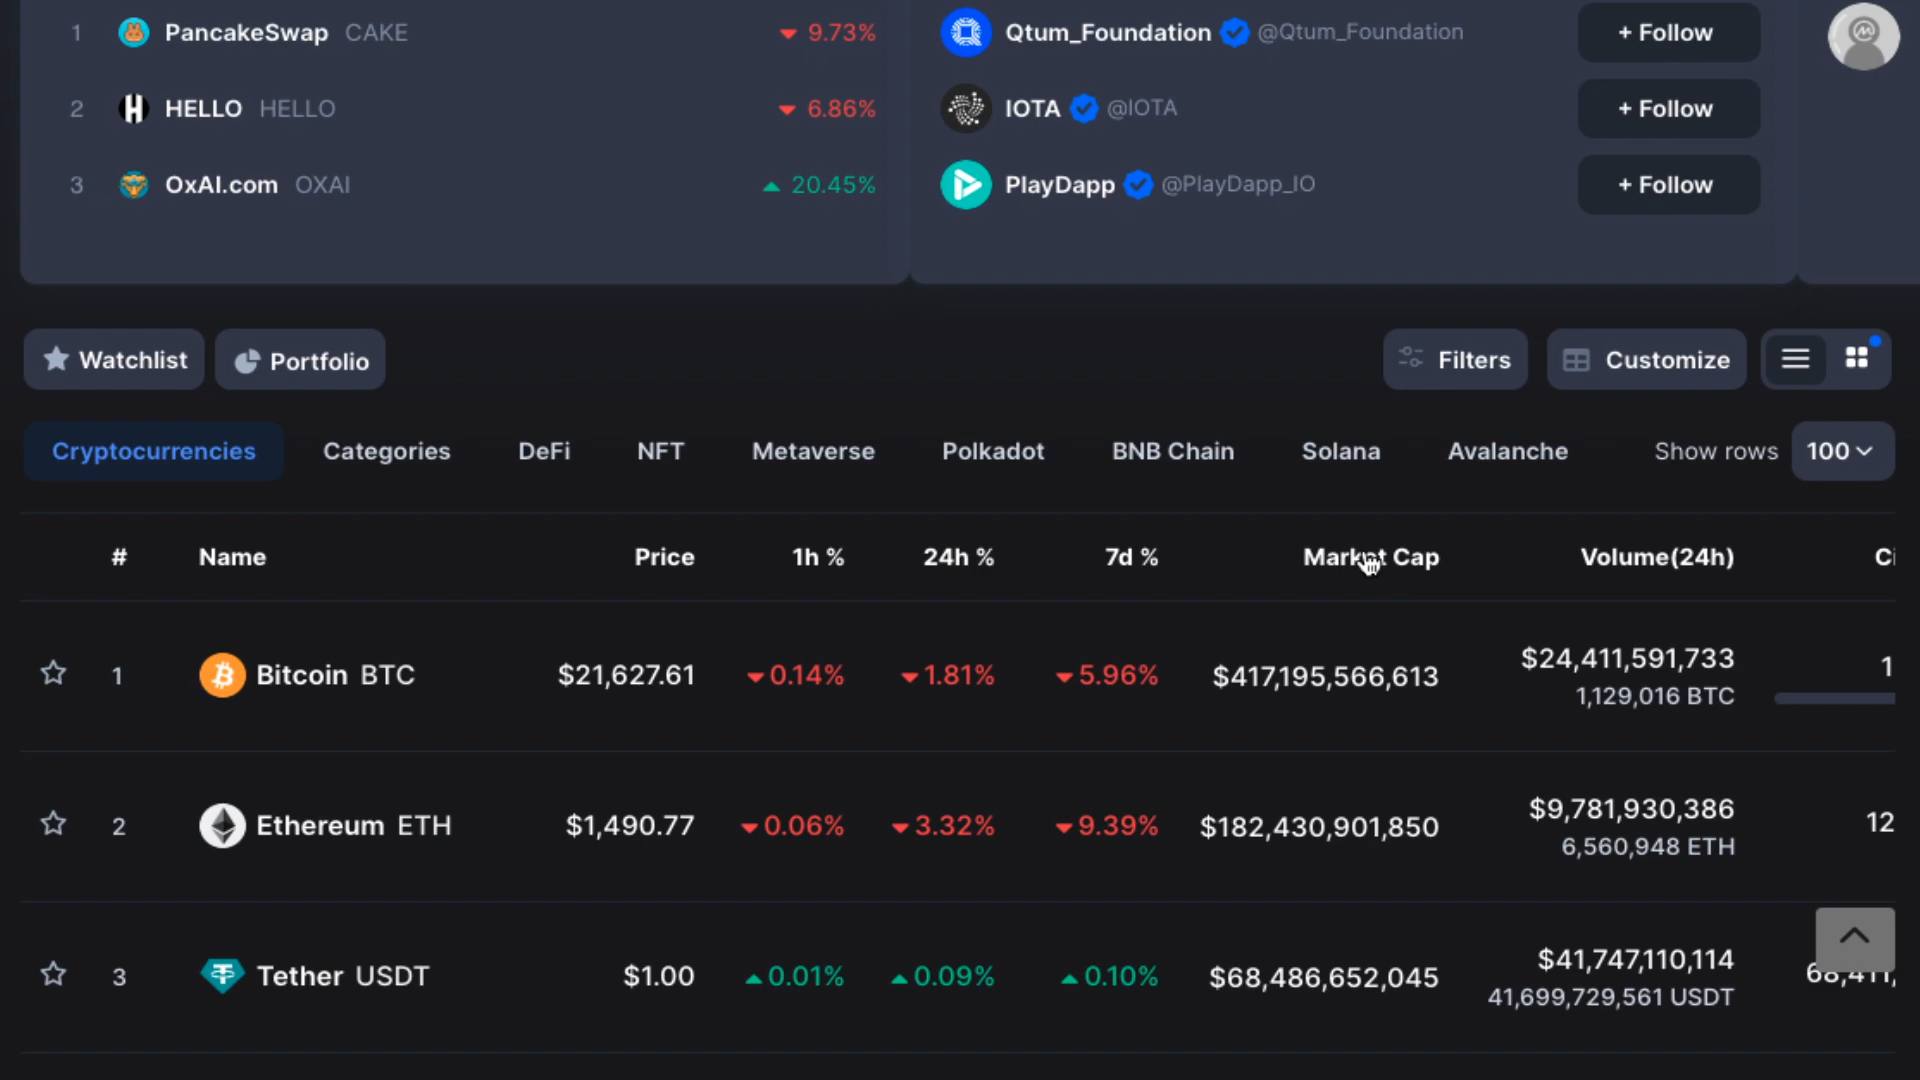 1 PancakeSwap CAKE 9.73%
2 HELLO HELLO 6.86%
3 OxAI.com OXAI 20.45%
Qtum_Foundation @Qtum_Foundation + Follow
IOTA @IOTA + Follow
PlayDapp @PlayDapp_IO + Follow
Watchlist Portfolio Filters Customize
Cryptocurrencies Categories DeFi NFT Metaverse Polkadot BNB Chain Solana Avalanche Show rows 100
# Name Price 1h % 24h % 7d % Market Cap Volume(24h)
1 Bitcoin BTC $21,627.61 0.14% 1.81% 5.96% $417,195,566,613 $24,411,591,733
1,129,016 BTC
2 Ethereum ETH $1,490.77 0.06% 3.32% 9.39% $182,430,901,850 $9,781,930,386
6,560,948 ETH
3 Tether USDT $1.00 0.01% 0.09% 0.10% $68,486,652,045 $41,747,110,114
41,699,729,561 USDT